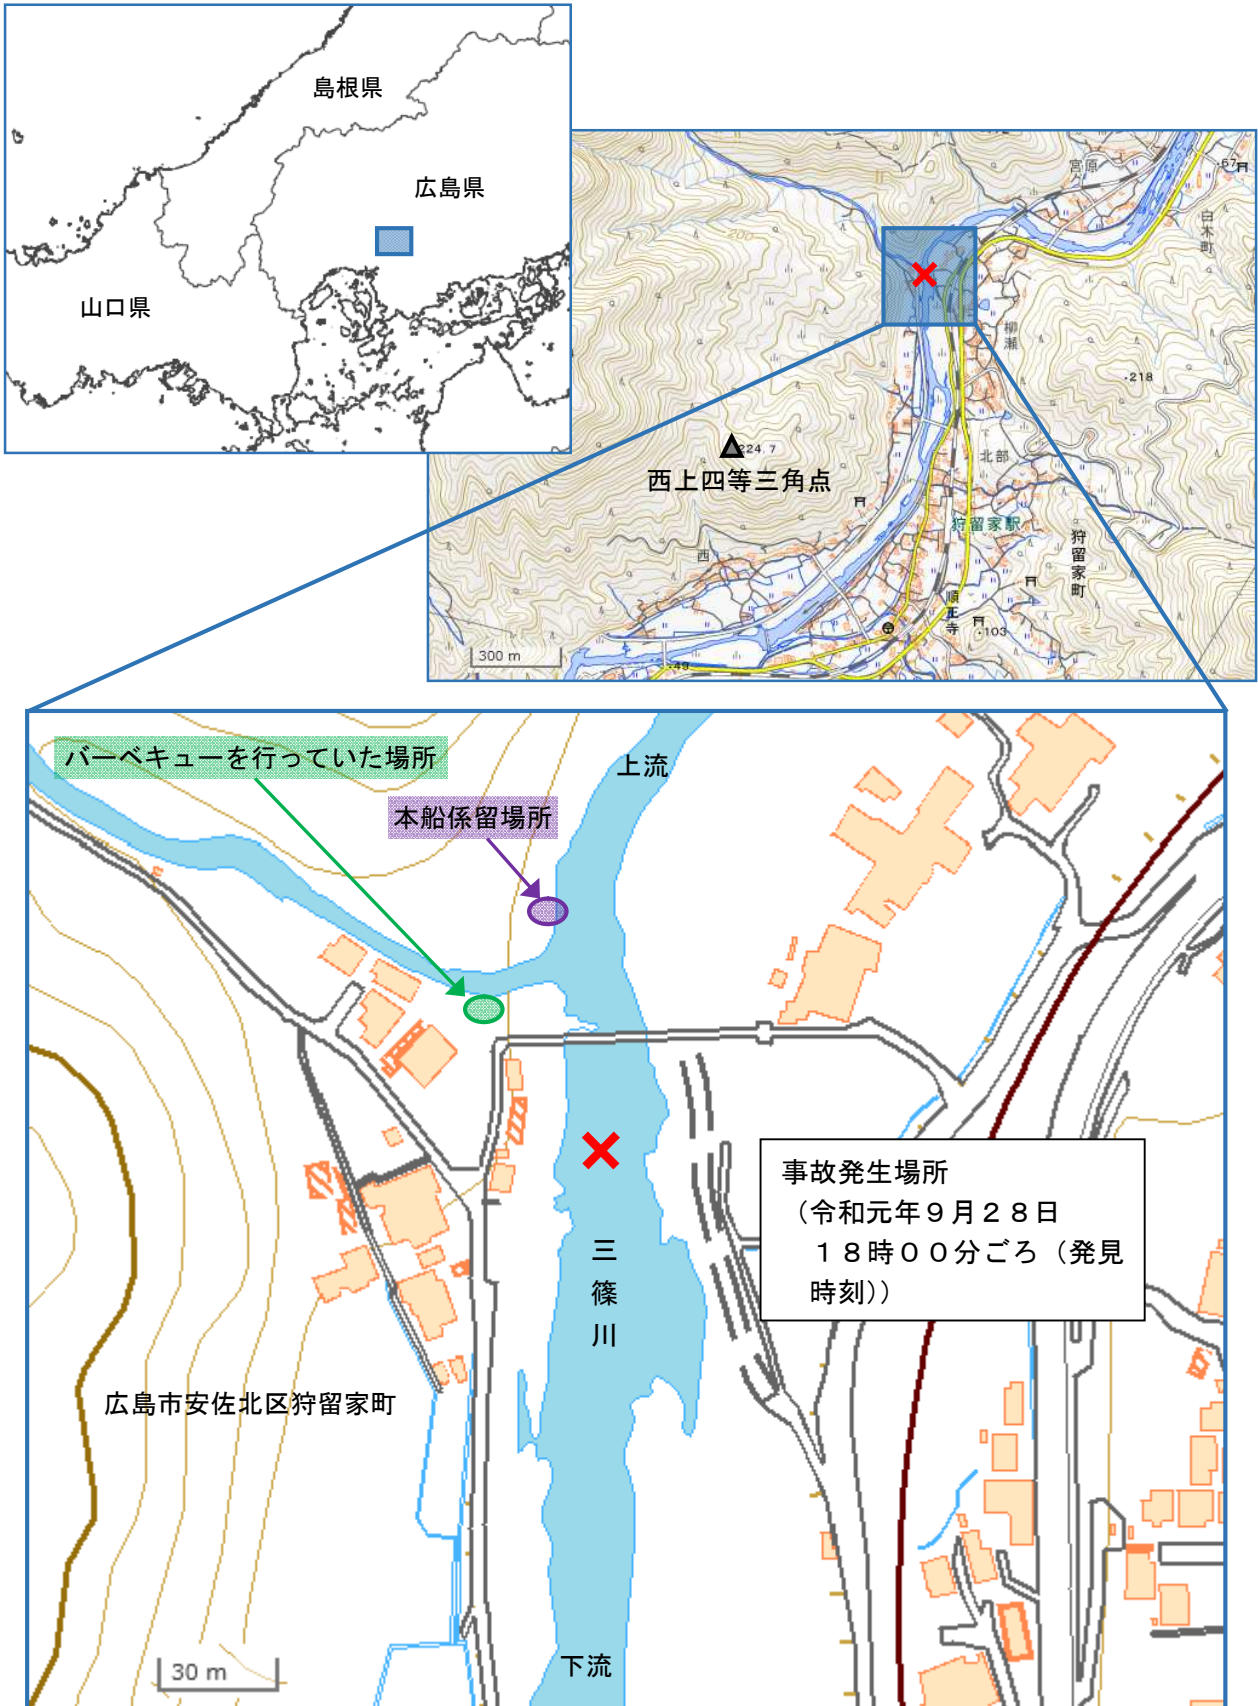 島根県
広島県
山口県
宮原
・67
白木町
200
柳瀬
・218
224.7
西上四等三角点
北部
狩留家駅
狩留家町
西
順正寺
・103
300 m
・49
バーベキューを行っていた場所
上流
本船係留場所
事故発生場所
（令和元年９月２８日
１８時００分ごろ（発見
時刻））
三篠川
広島市安佐北区狩留家町
30 m
下流